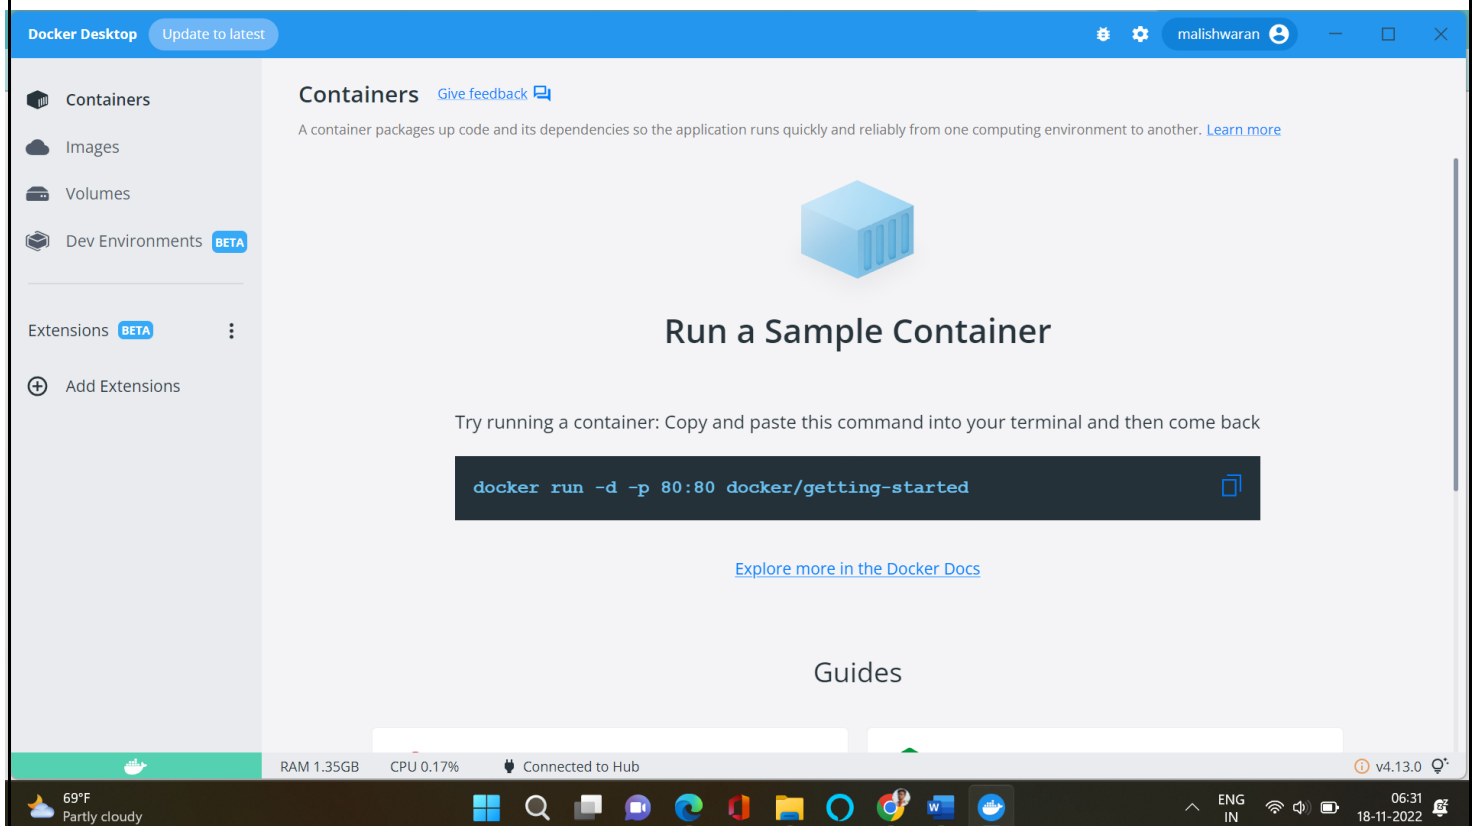 Docker Desktop Update to latest malishwaran
Containers
Images
Volumes
Dev Environments BETA
Extensions BETA
Add Extensions
Containers Give feedback
A container packages up code and its dependencies so the application runs quickly and reliably from one computing environment to another. Learn more
Run a Sample Container
Try running a container: Copy and paste this command into your terminal and then come back
docker run -d -p 80:80 docker/getting-started
Explore more in the Docker Docs
Guides
RAM 1.35GB CPU 0.17% Connected to Hub v4.13.0
69°F
Partly cloudy
ENG
IN
06:31
18-11-2022